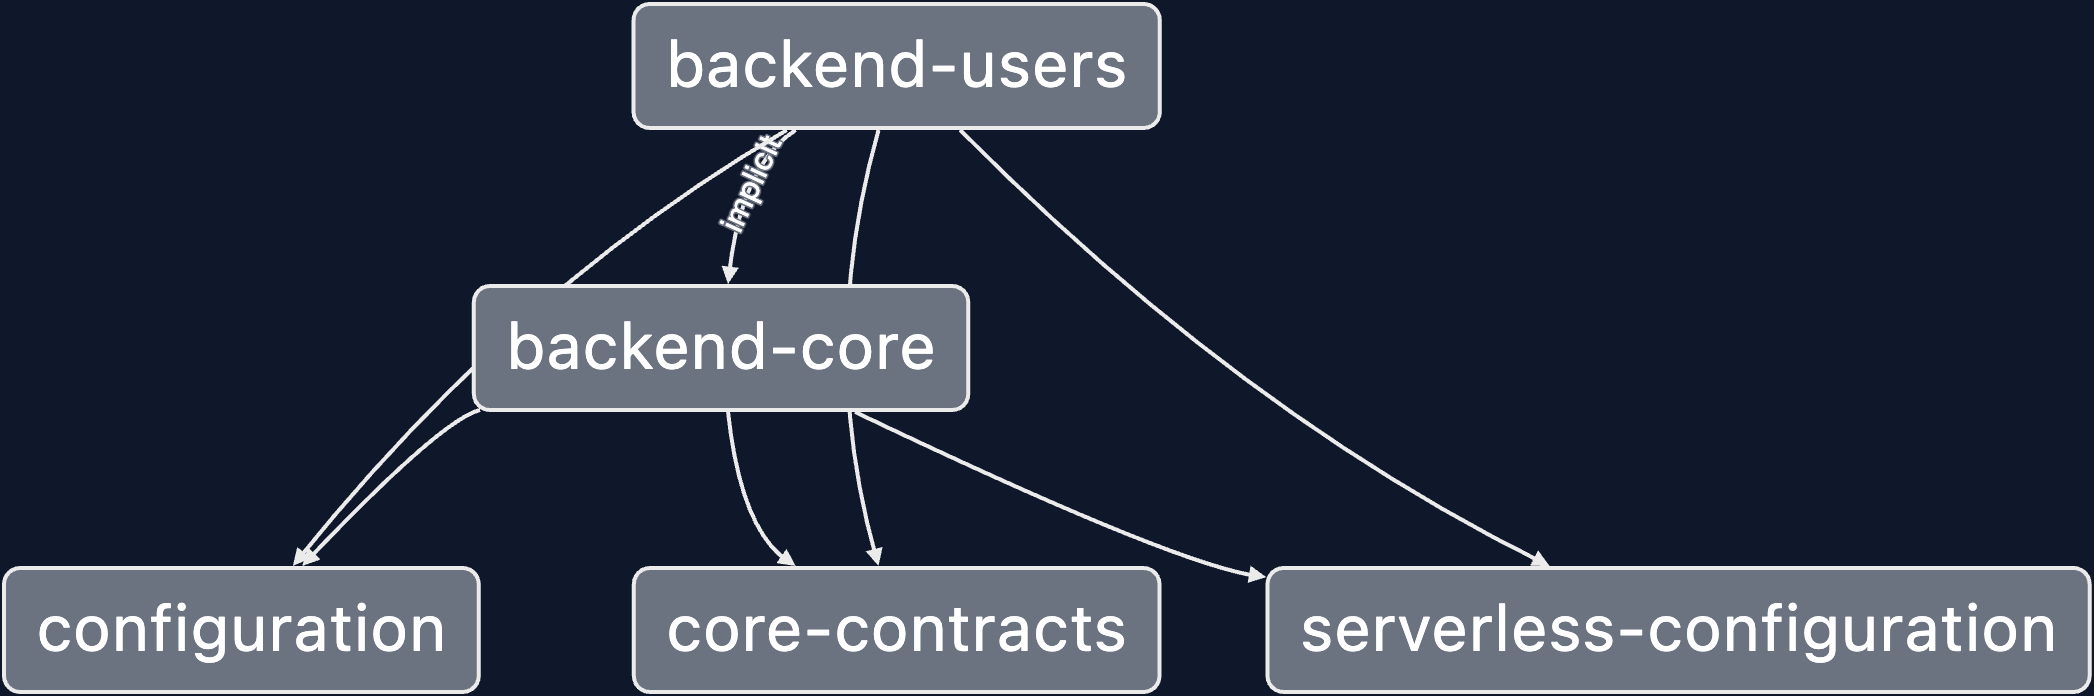 backend-users
implicit
backend-core
configuration
core-contracts
serverless-configuration